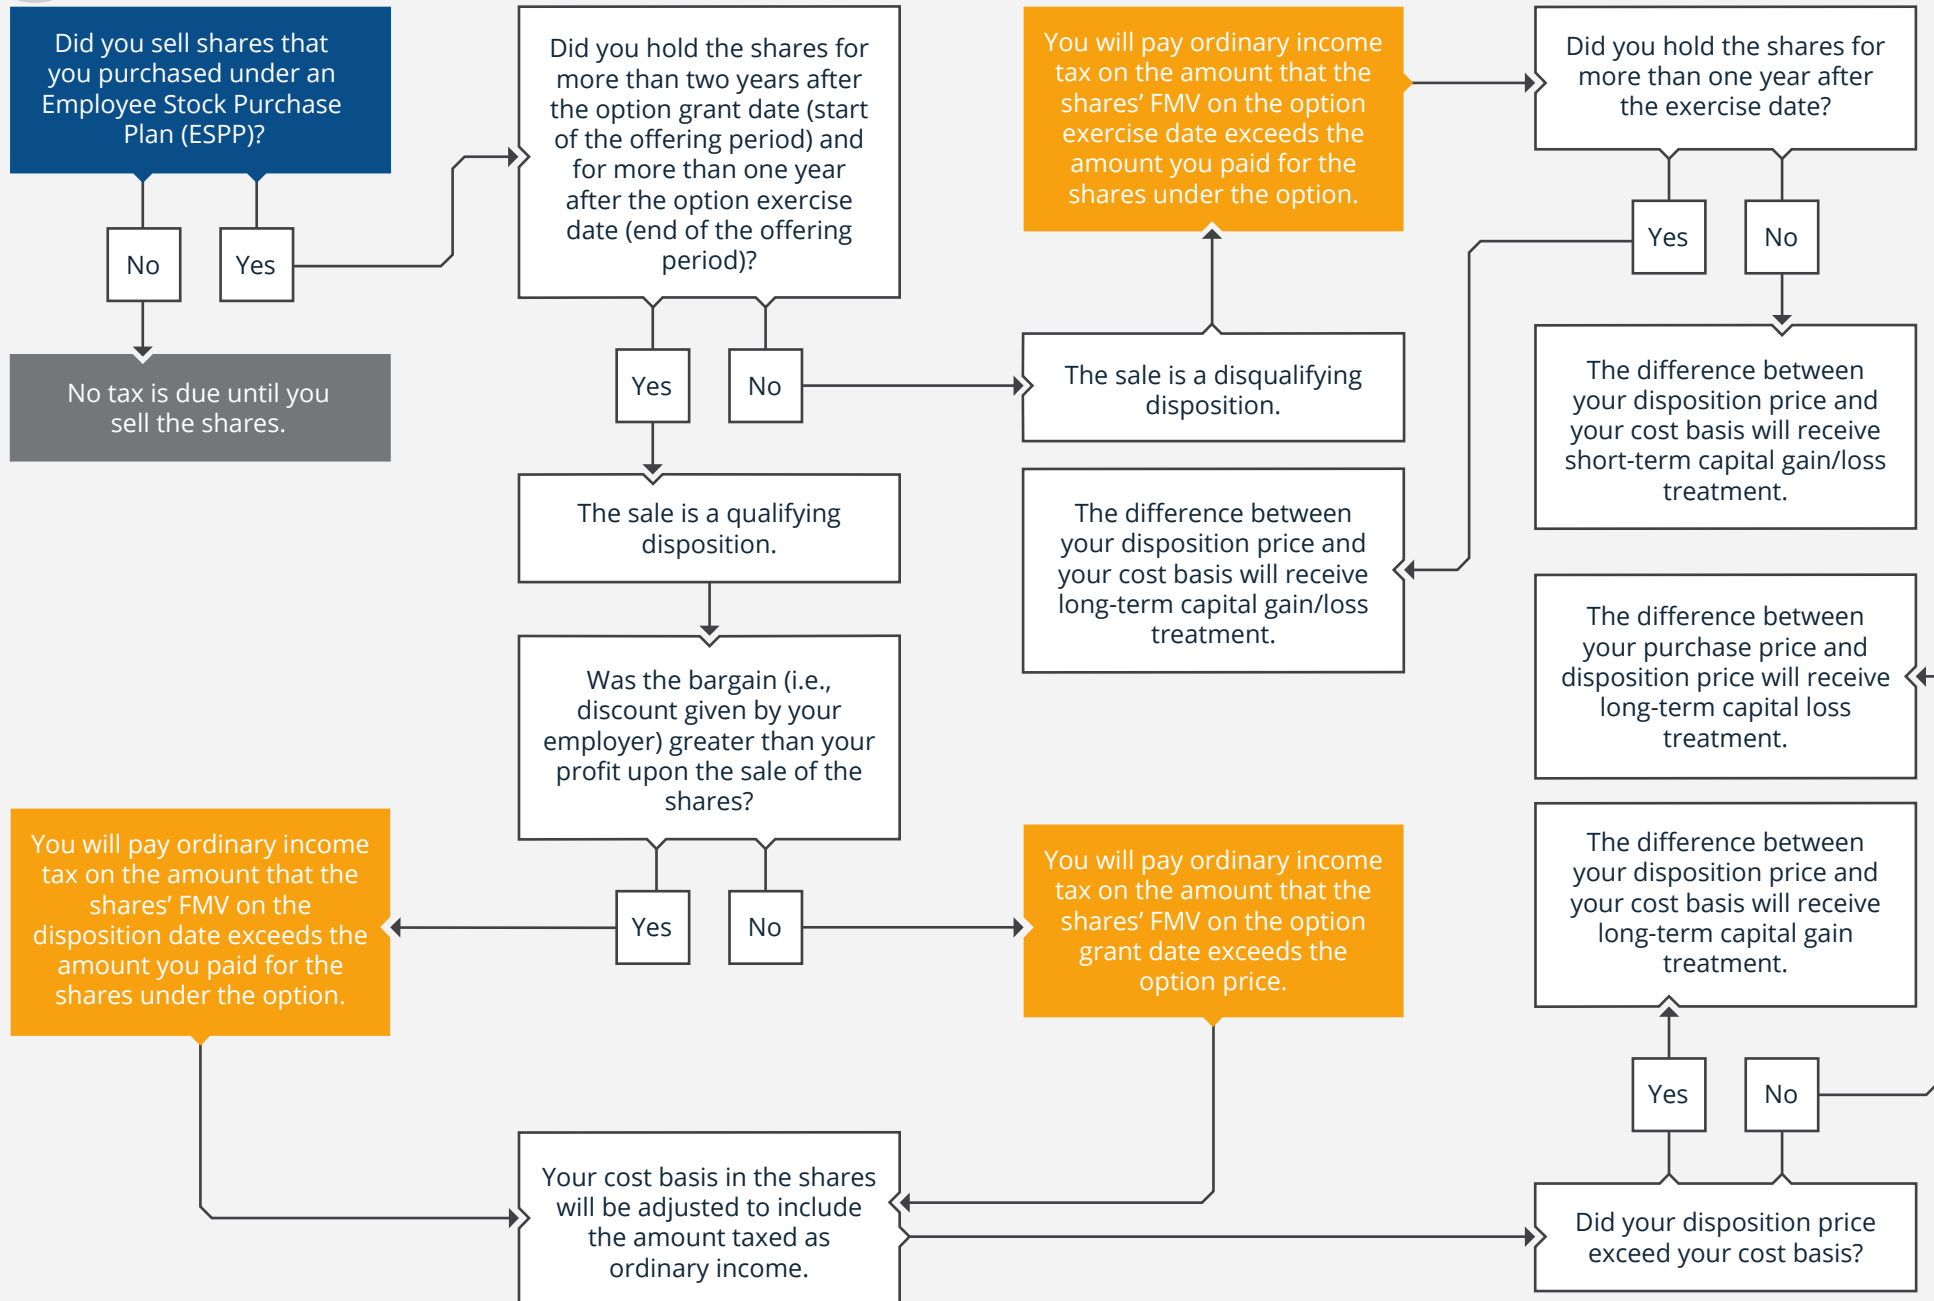 Did you sell shares that
you purchased under an
Employee Stock Purchase
Plan (ESPP)?
No
Yes
No tax is due until you
sell the shares.
Did you hold the shares for
more than two years after
the option grant date (start
of the offering period) and
for more than one year
after the option exercise
date (end of the offering
period)?
Yes
No
The sale is a disqualifying
disposition.
You will pay ordinary income
tax on the amount that the
shares' FMV on the option
exercise date exceeds the
amount you paid for the
shares under the option.
Did you hold the shares for
more than one year after
the exercise date?
Yes
No
The difference between
your disposition price and
your cost basis will receive
short-term capital gain/loss
treatment.
The difference between
your disposition price and
your cost basis will receive
long-term capital gain/loss
treatment.
The sale is a qualifying
disposition.
Was the bargain (i.e.,
discount given by your
employer) greater than your
profit upon the sale of the
shares?
Yes
No
You will pay ordinary income
tax on the amount that the
shares' FMV on the
disposition date exceeds the
amount you paid for the
shares under the option.
You will pay ordinary income
tax on the amount that the
shares' FMV on the option
grant date exceeds the
option price.
Your cost basis in the shares
will be adjusted to include
the amount taxed as
ordinary income.
Did your disposition price
exceed your cost basis?
Yes
No
The difference between
your disposition price and
your cost basis will receive
long-term capital gain
treatment.
The difference between
your purchase price and
disposition price will receive
long-term capital loss
treatment.